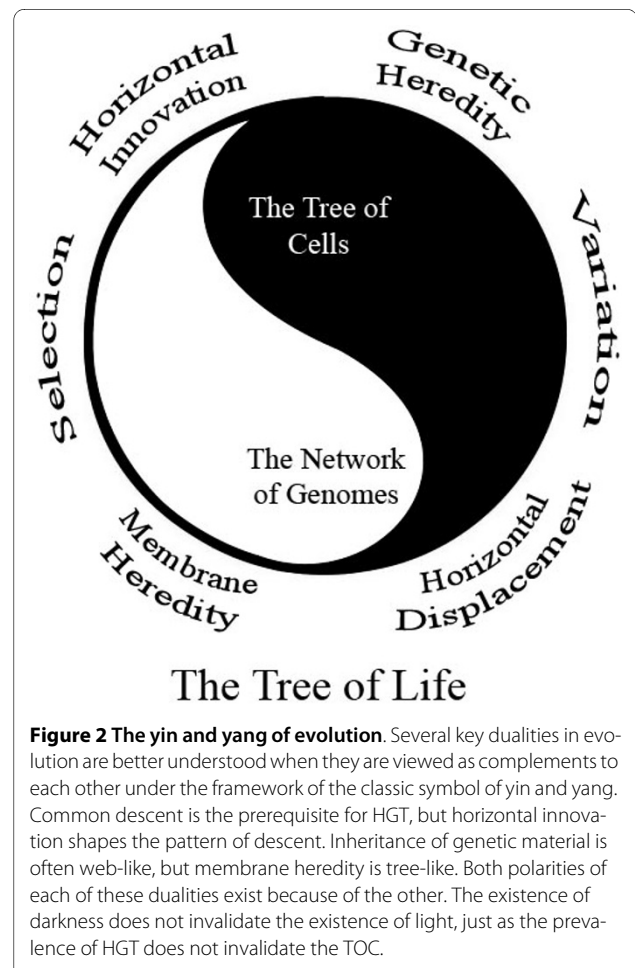 Horizontal
Innovation
Genetic
Heredity
Selection
Variation
The Tree of
Cells
The Network
of Genomes
Membrane
Heredity
Horizontal
Displacement
The Tree of Life
Figure 2 The yin and yang of evolution. Several key dualities in evo-
lution are better understood when they are viewed as complements to
each other under the framework of the classic symbol of yin and yang.
Common descent is the prerequisite for HGT, but horizontal innova-
tion shapes the pattern of descent. Inheritance of genetic material is
often web-like, but membrane heredity is tree-like. Both polarities of
each of these dualities exist because of the other. The existence of
darkness does not invalidate the existence of light, just as the preva-
lence of HGT does not invalidate the TOC.